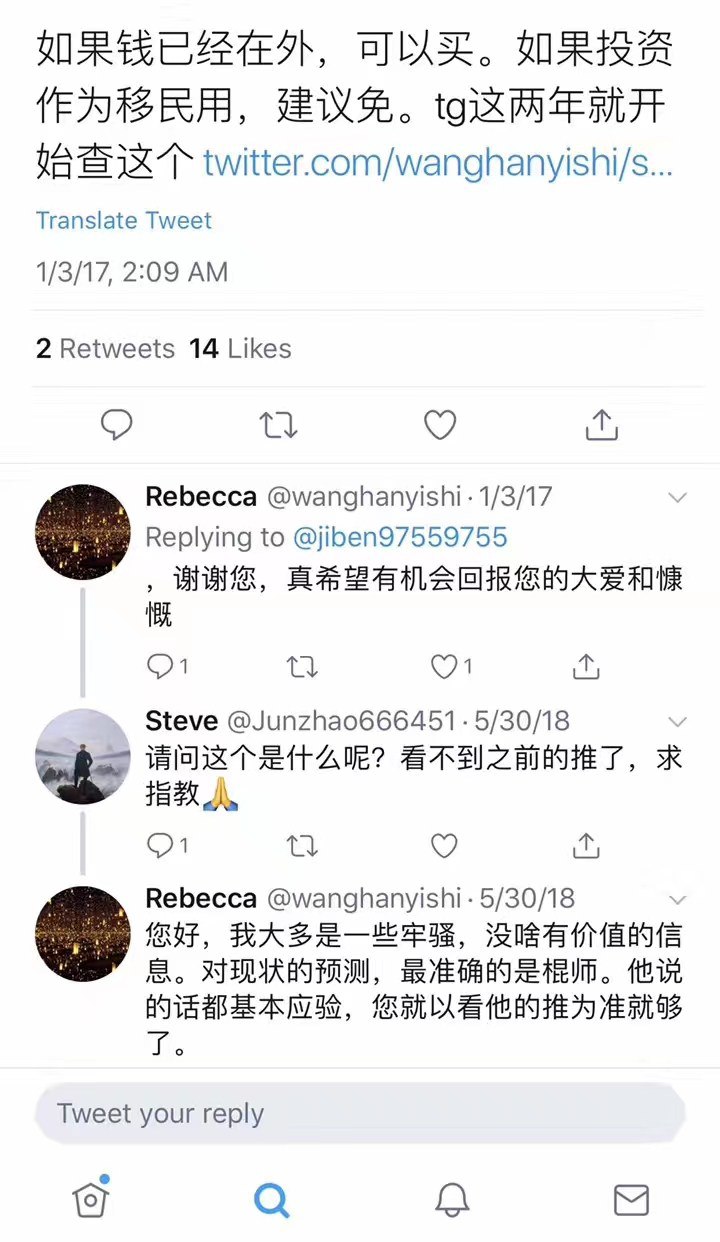 如果钱已经在外，可以买。如果投资
作为移民用，建议免。tg这两年就开
始查这个 twitter.com/wanghanyishi/s...
Translate Tweet
1/3/17, 2:09 AM
2 Retweets 14 Likes
Rebecca @wanghanyishi · 1/3/17
Replying to @jiben97559755
，谢谢您，真希望有机会回报您的大爱和慷
慨
1 1
Steve @Junzhao666451 · 5/30/18
请问这个是什么呢？看不到之前的推了，求
指教🙏
1
Rebecca @wanghanyishi · 5/30/18
您好，我大多是一些牢骚，没啥有价值的信
息。对现状的预测，最准确的是棍师。他说
的话都基本应验，您就以看他的推为准就够
了。
Tweet your reply